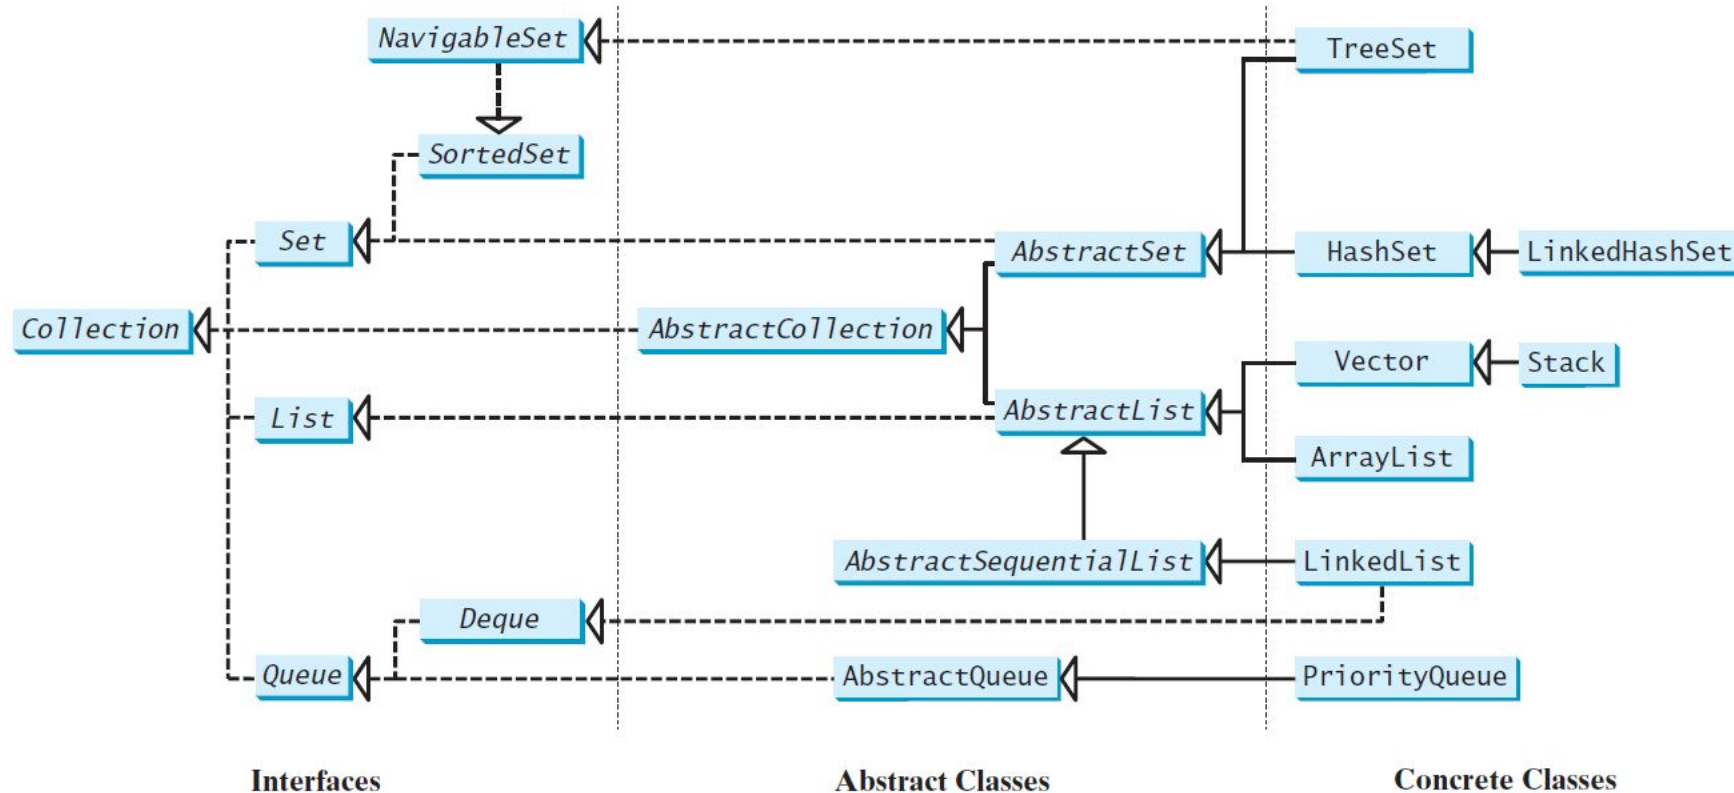 NavigableSet
TreeSet
SortedSet
Set
AbstractSet
HashSet
LinkedHashSet
Collection
AbstractCollection
Vector
Stack
List
AbstractList
ArrayList
AbstractSequentialList
LinkedList
Deque
Queue
AbstractQueue
PriorityQueue
Interfaces
Abstract Classes
Concrete Classes